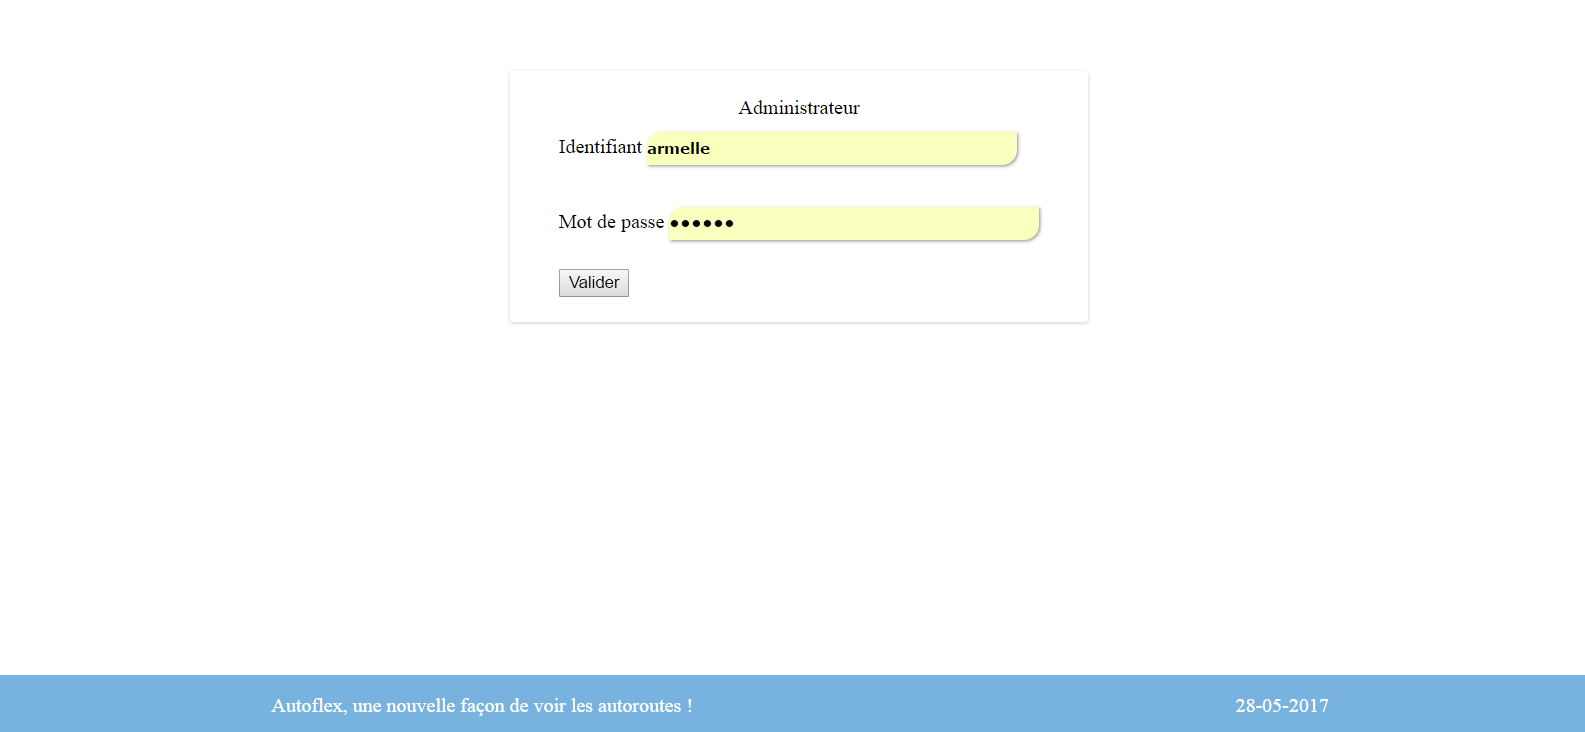 Administrateur
Identifiant armelle
Mot de passe ●●●●●●
Valider
Autoflex, une nouvelle façon de voir les autoroutes ! 28-05-2017